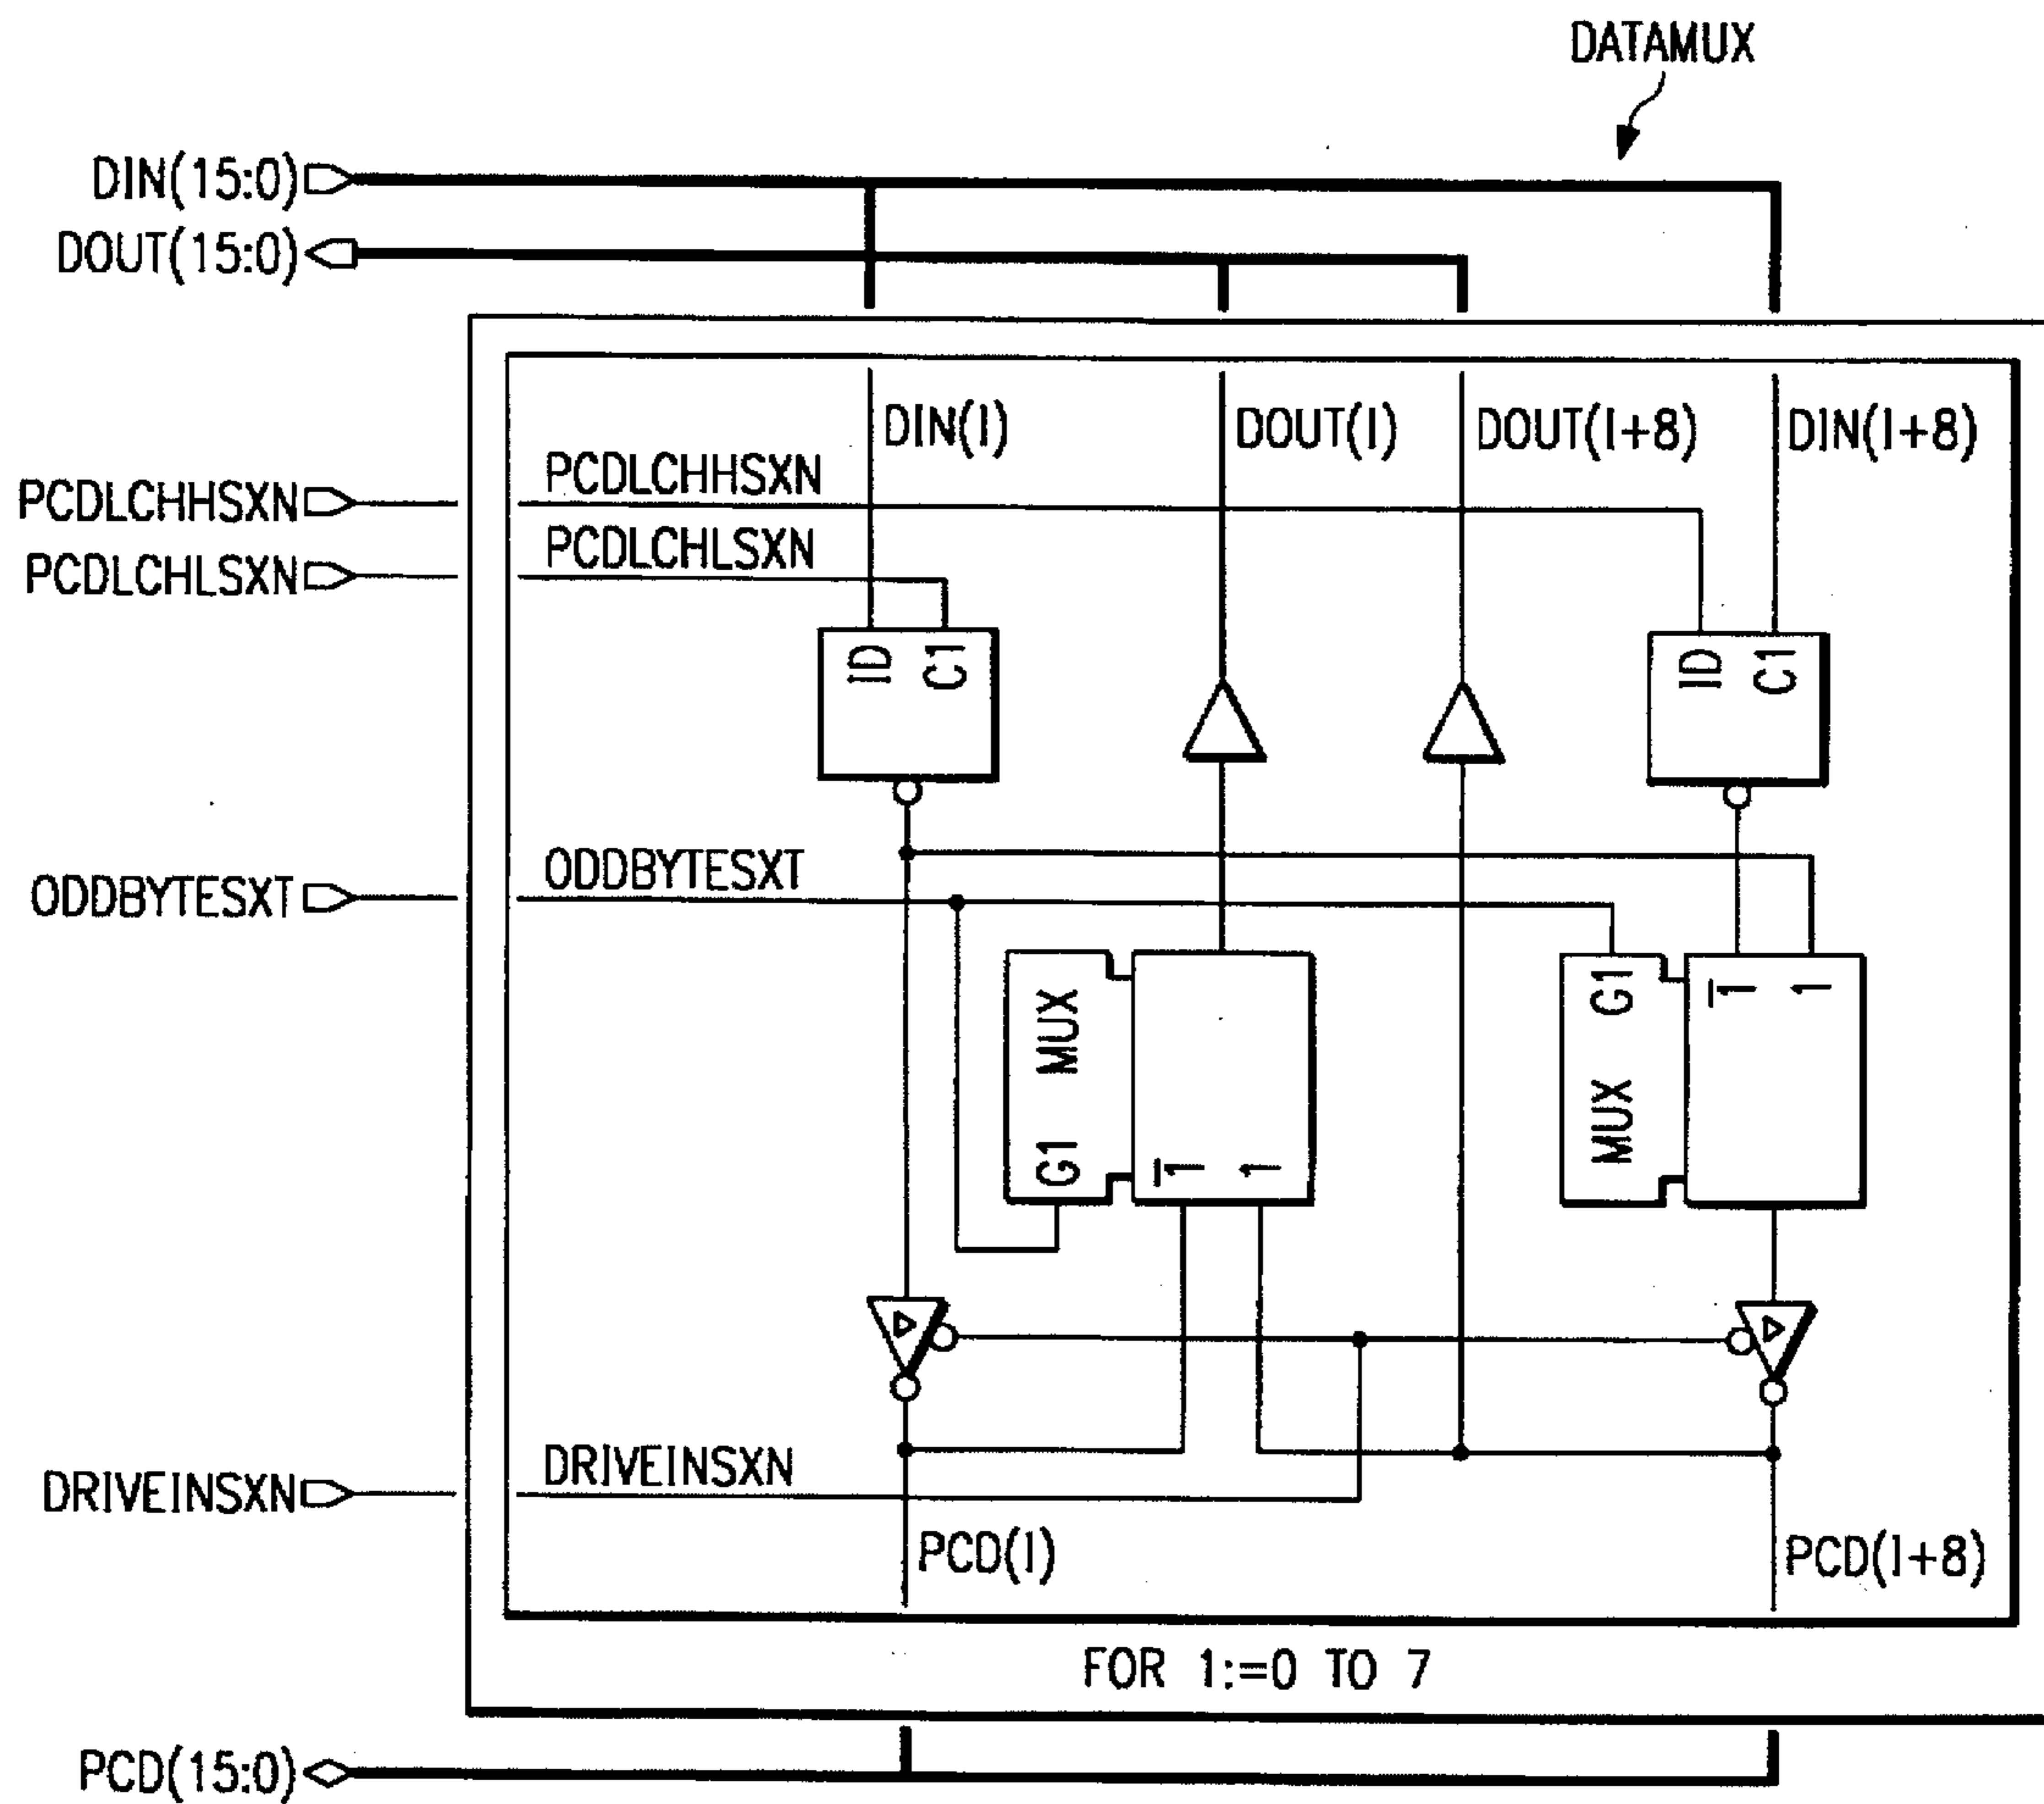 DATAMUX
DIN(15:0)
DOUT(15:0)
DIN(I)
DOUT(I)
DOUT(I+8)
DIN(I+8)
PCDLCHHSXN
PCDLCHHSXN
PCDLCHLSXN
PCDLCHLSXN
ID C1
ID C1
ODDBYTESXT
ODDBYTESXT
G1 MUX
1 1
MUX G1
1 1
DRIVEINSXN
DRIVEINSXN
PCD(I)
PCD(I+8)
FOR 1:=0 TO 7
PCD(15:0)